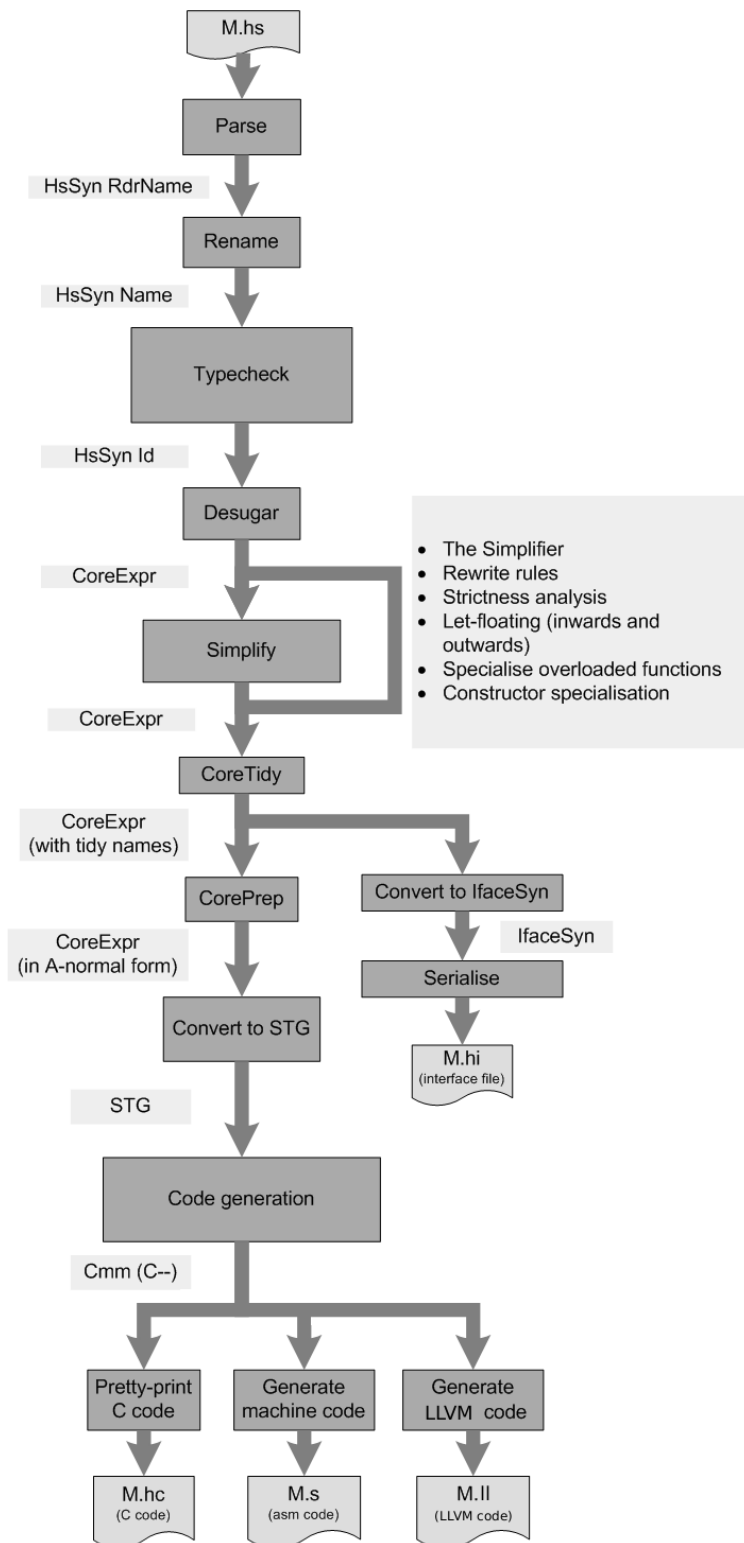 M.hs
Parse
HsSyn RdrName
Rename
HsSyn Name
Typecheck
HsSyn Id
Desugar
CoreExpr
• The Simplifier
• Rewrite rules
• Strictness analysis
• Let-floating (inwards and
outwards)
• Specialise overloaded functions
• Constructor specialisation
Simplify
CoreExpr
CoreTidy
CoreExpr
(with tidy names)
CorePrep
Convert to IfaceSyn
CoreExpr
(in A-normal form)
IfaceSyn
Serialise
Convert to STG
M.hi
(interface file)
STG
Code generation
Cmm (C--)
Pretty-print
C code
Generate
machine code
Generate
LLVM code
M.hc
(C code)
M.s
(asm code)
M.ll
(LLVM code)